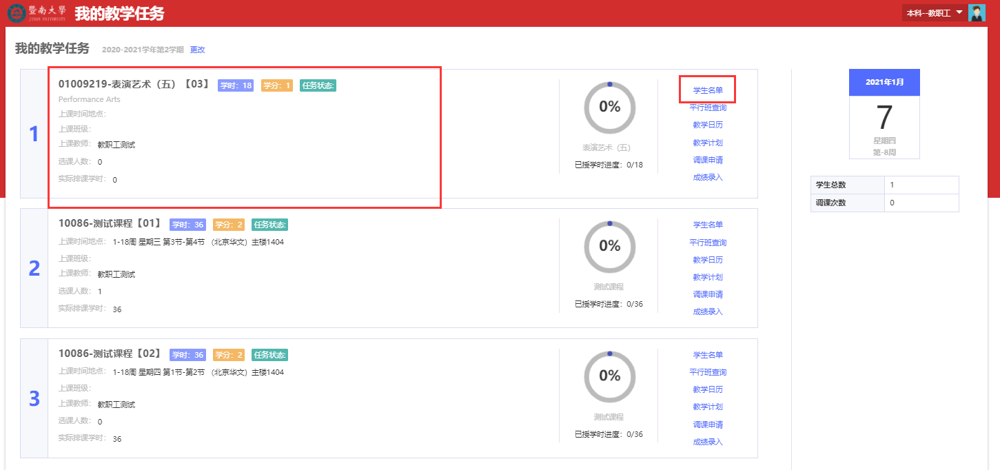 暨南大學 我的教学任务 本科--教职工
JINAN UNIVERSITY
我的教学任务 2020-2021学年第2学期 更改
1
01009219-表演艺术（五）【03】 学时：18 学分：1 任务状态:
Performance Arts
上课时间地点:
上课班级:
上课教师: 教职工测试
选课人数: 0
实际排课学时: 0
0%
表演艺术（五）
已授学时进度：0/18
学生名单
平行班查询
教学日历
教学计划
调课申请
成绩录入
2
10086-测试课程【01】 学时：36 学分：2 任务状态:
上课时间地点: 1-18周 星期三 第3节-第4节 （北京华文）主楼1404
上课班级:
上课教师: 教职工测试
选课人数: 1
实际排课学时: 36
0%
测试课程
已授学时进度：0/36
学生名单
平行班查询
教学日历
教学计划
调课申请
成绩录入
3
10086-测试课程【02】 学时：36 学分：2 任务状态:
上课时间地点: 1-18周 星期四 第1节-第2节 （北京华文）主楼1404
上课班级:
上课教师: 教职工测试
选课人数: 0
实际排课学时: 36
0%
测试课程
已授学时进度：0/36
学生名单
平行班查询
教学日历
教学计划
调课申请
成绩录入
2021年1月
7
星期四
第-8周
学生总数 1
调课次数 0